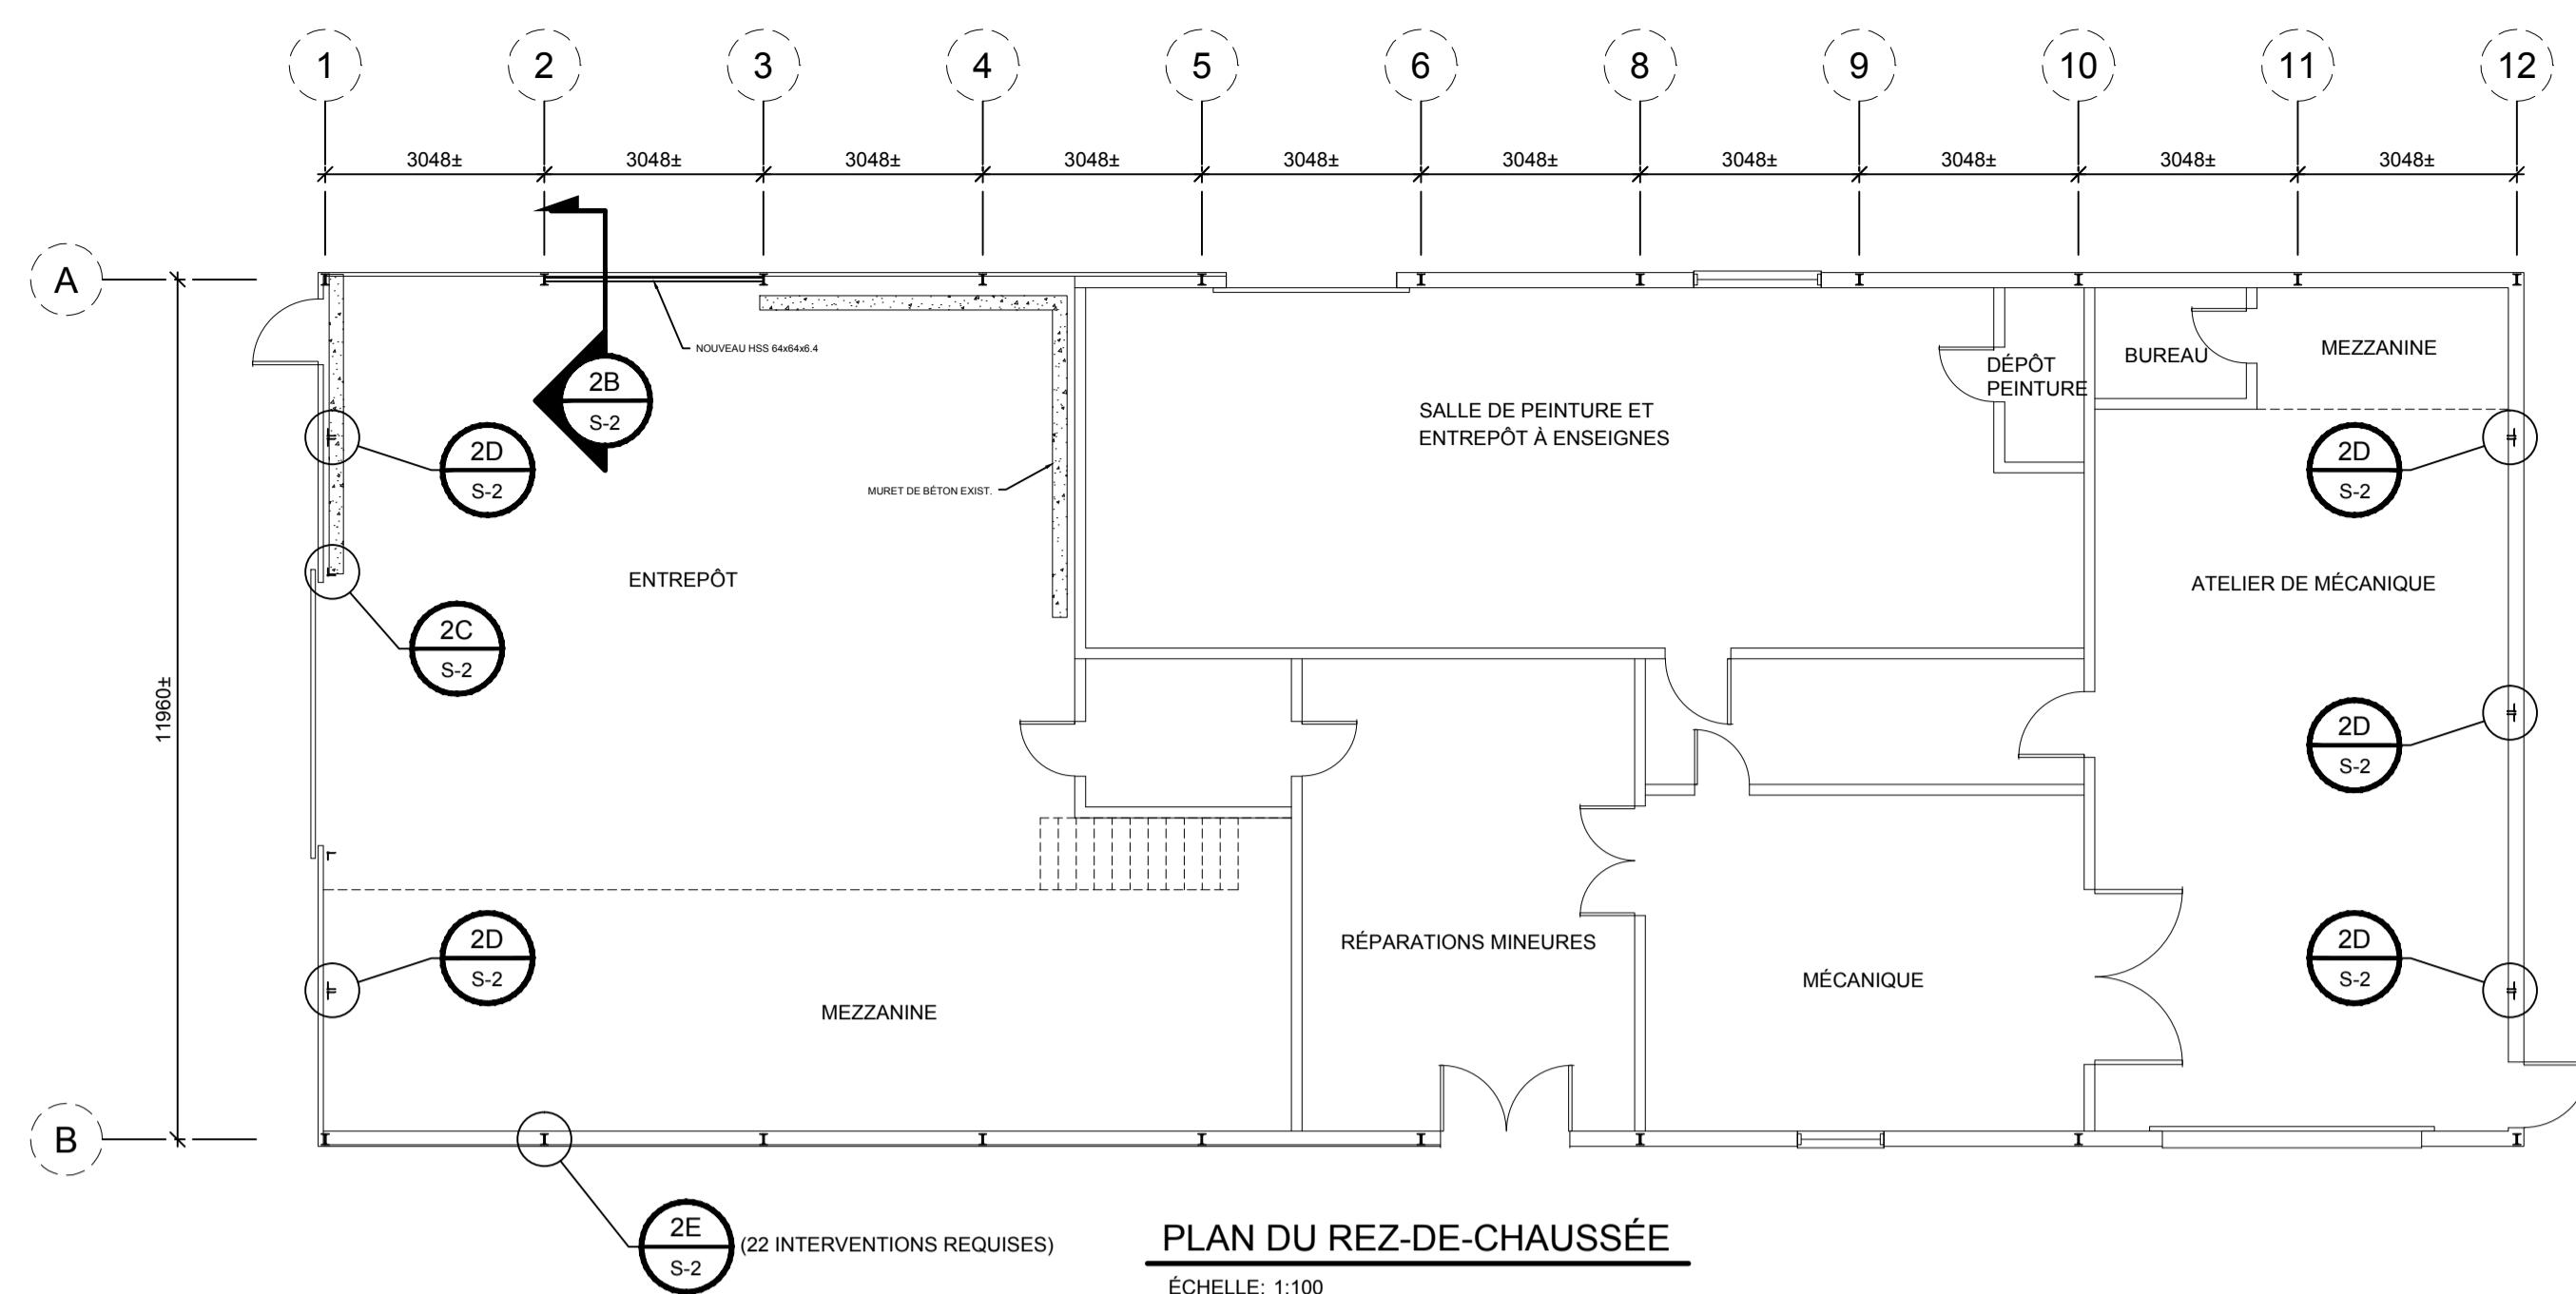 1 2 3 4 5 6 8 9 10 11 12
3048± 3048± 3048± 3048± 3048± 3048± 3048± 3048± 3048± 3048±
A
NOUVEAU HSS 64x64x6.4
2B
S-2
DÉPÔT
PEINTURE
BUREAU
MEZZANINE
SALLE DE PEINTURE ET
ENTREPÔT À ENSEIGNES
2D
S-2
MURET DE BÉTON EXIST.
2D
S-2
ENTREPÔT
ATELIER DE MÉCANIQUE
2C
S-2
11960±
2D
S-2
2D
S-2
RÉPARATIONS MINEURES
MÉCANIQUE
2D
S-2
MEZZANINE
B
2E
S-2
(22 INTERVENTIONS REQUISES)
PLAN DU REZ-DE-CHAUSSÉE
ÉCHELLE: 1:100